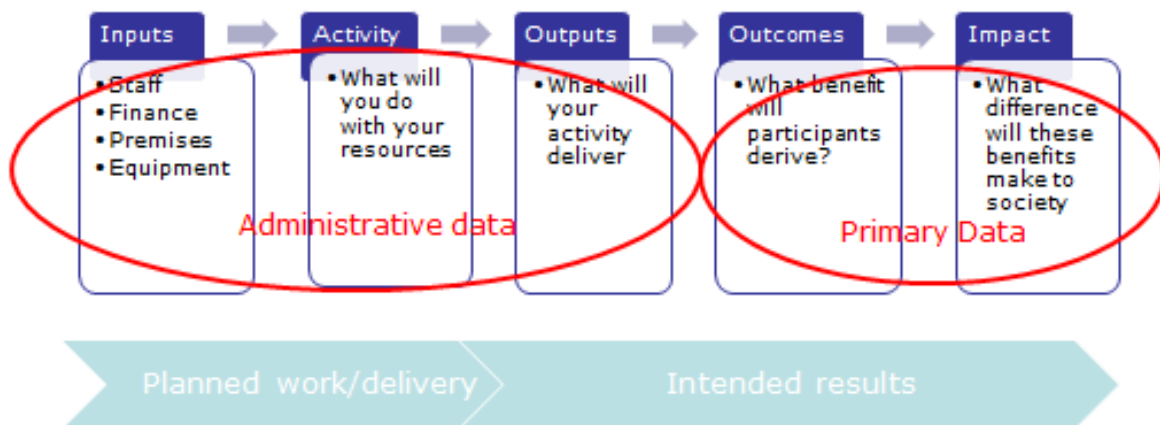 Inputs
Activity
Outputs
Outcomes
Impact
•Staff
•Finance
•Premises
•Equipment
•What will
you do
with your
resources
•What will
your
activity
deliver
•What benefit
will
participants
derive?
•What
difference
will these
benefits
make to
society
Administrative data
Primary Data
Planned work/delivery
Intended results